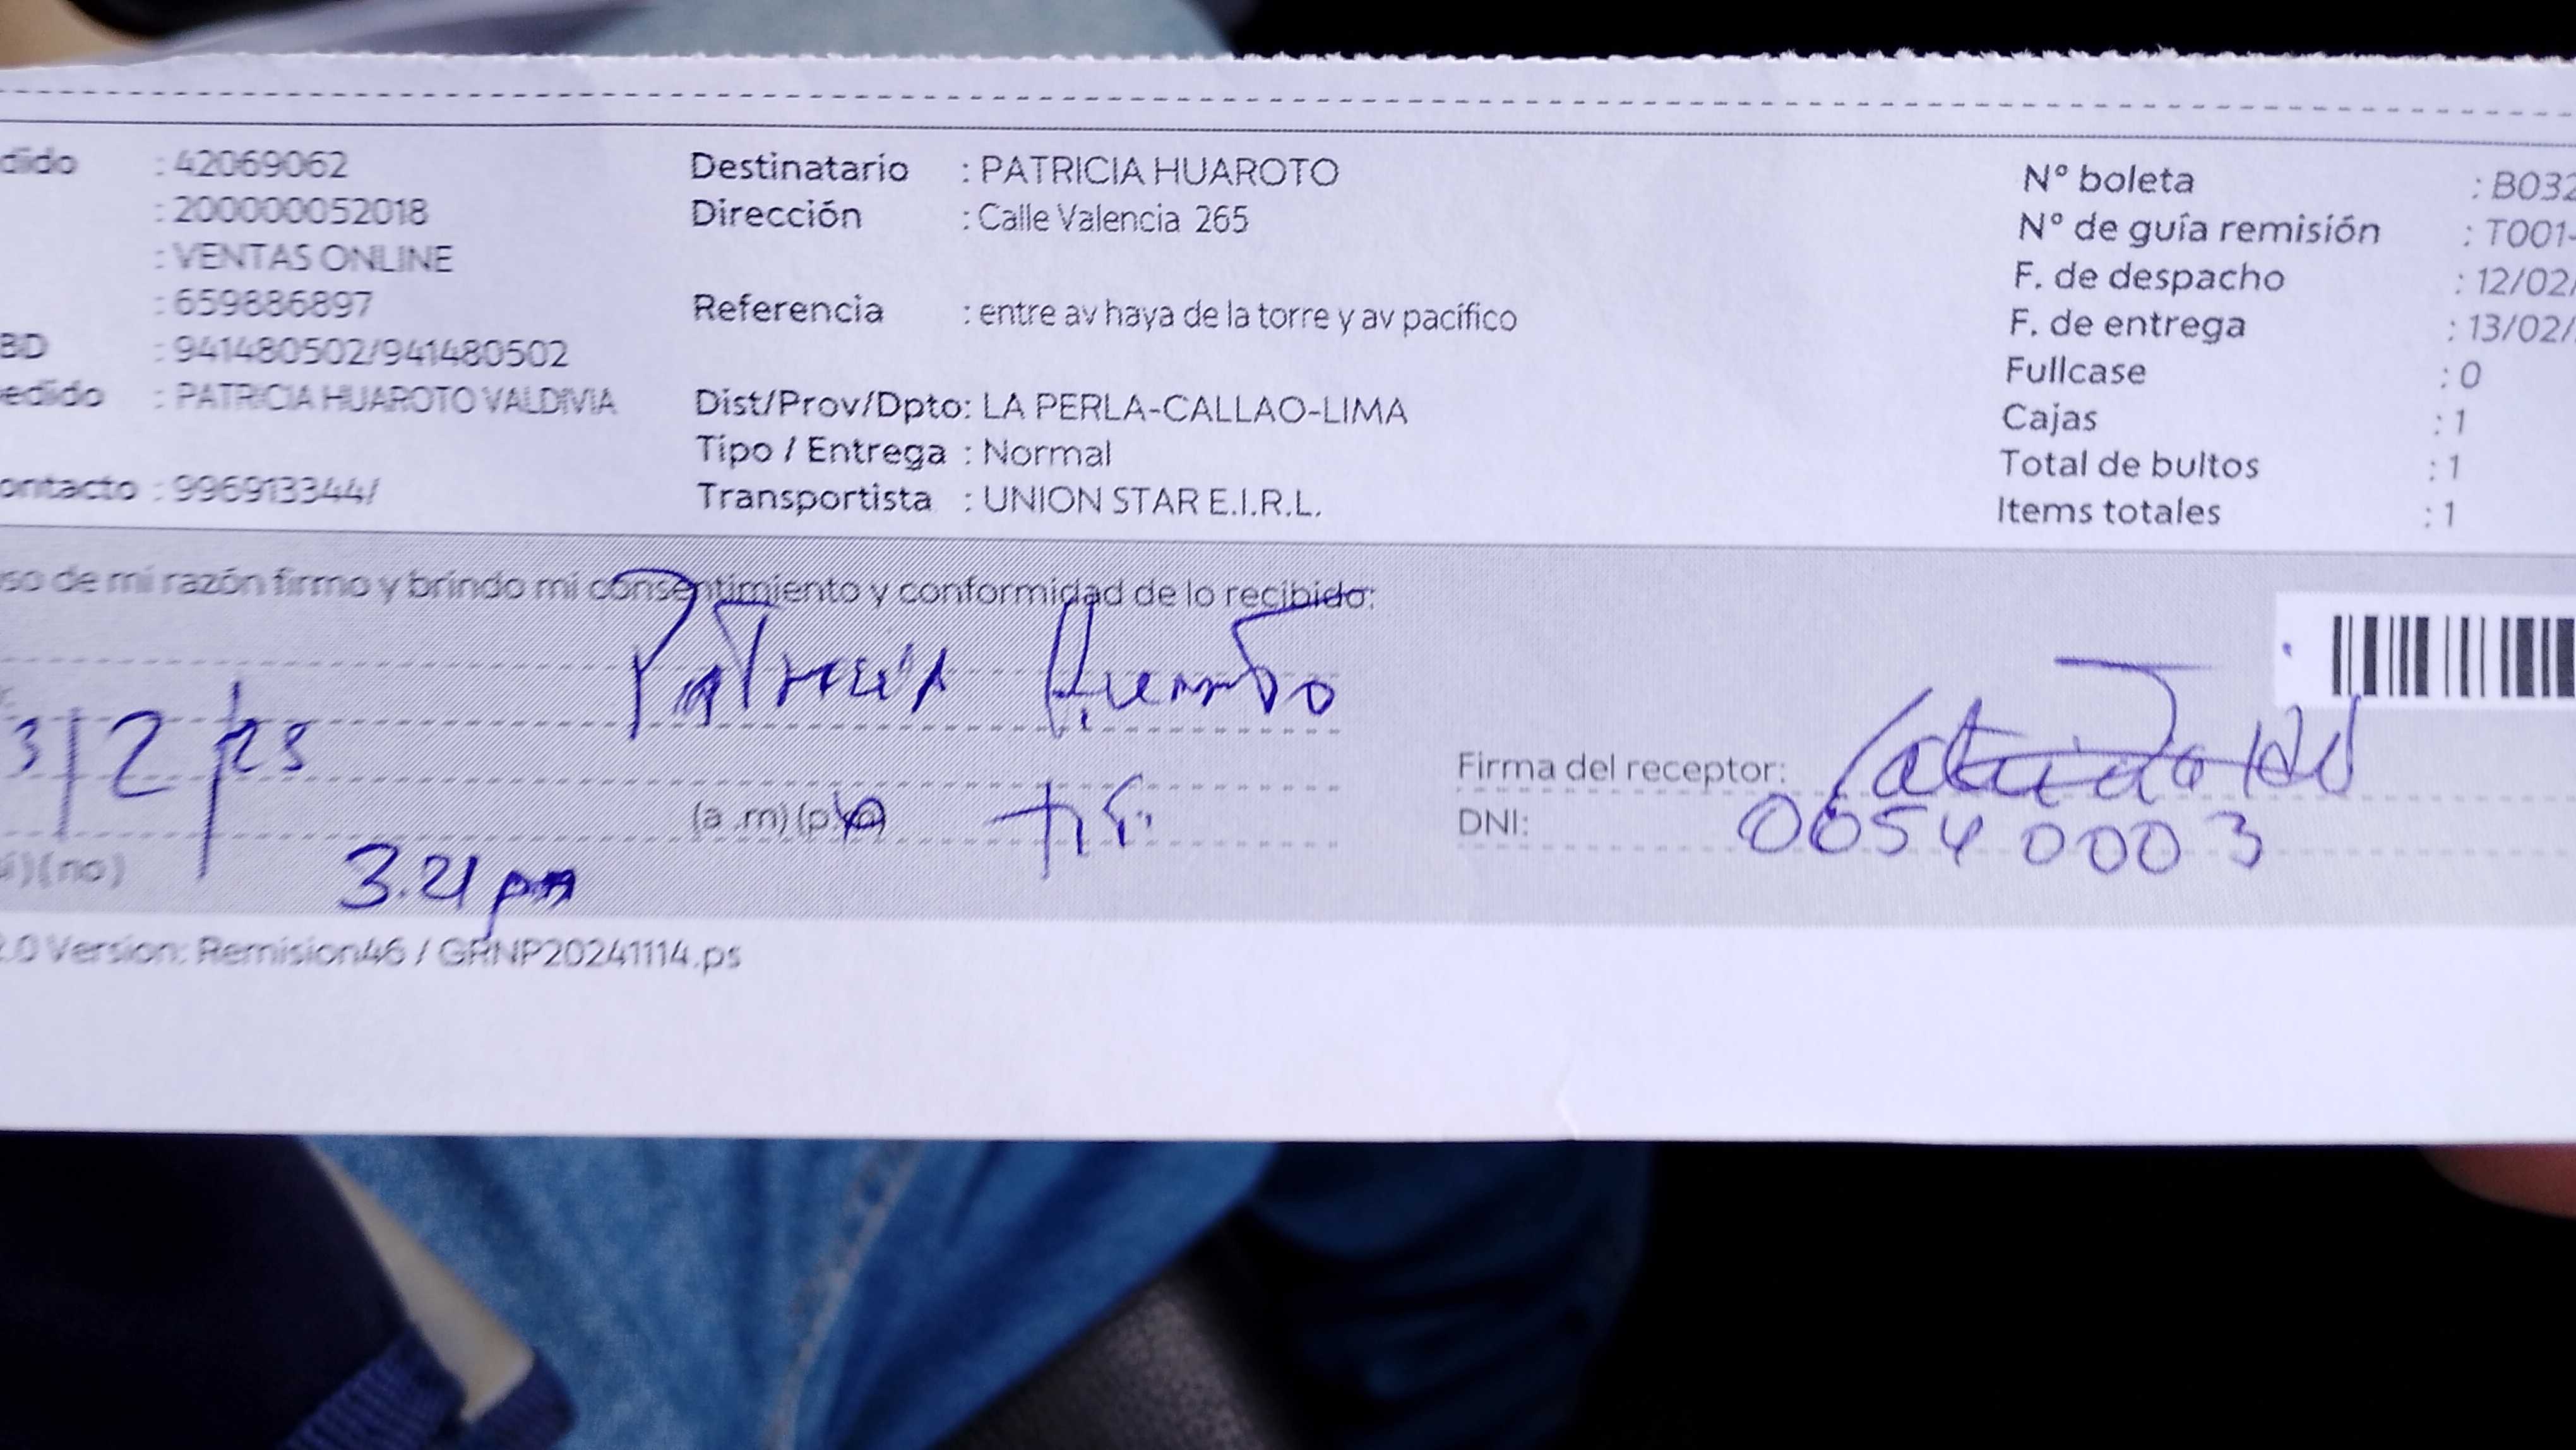 dido : 42069062
: 200000052018
: VENTAS ONLINE
: 659886897
BD : 941480502/941480502
edido : PATRICIA HUAROTO VALDIVIA
ontacto : 996913344/
Destinatario : PATRICIA HUAROTO
Dirección : Calle Valencia 265
Referencia : entre av haya de la torre y av pacífico
Dist/Prov/Dpto: LA PERLA-CALLAO-LIMA
Tipo / Entrega : Normal
Transportista : UNION STAR E.I.R.L.
Nº boleta : B032
Nº de guía remisión : T001-
F. de despacho : 12/02/
F. de entrega : 13/02/
Fullcase : 0
Cajas : 1
Total de bultos : 1
Items totales : 1
uso de mi razón firmo y brindo mi consentimiento y conformidad de lo recibido:
Patricia Huaroto
3/2/25
(a .m) (p.m)
Firma del receptor:
DNI:
í) (no) 3.21 pm
2.0 Version: Remision46 / GRNP20241114.ps